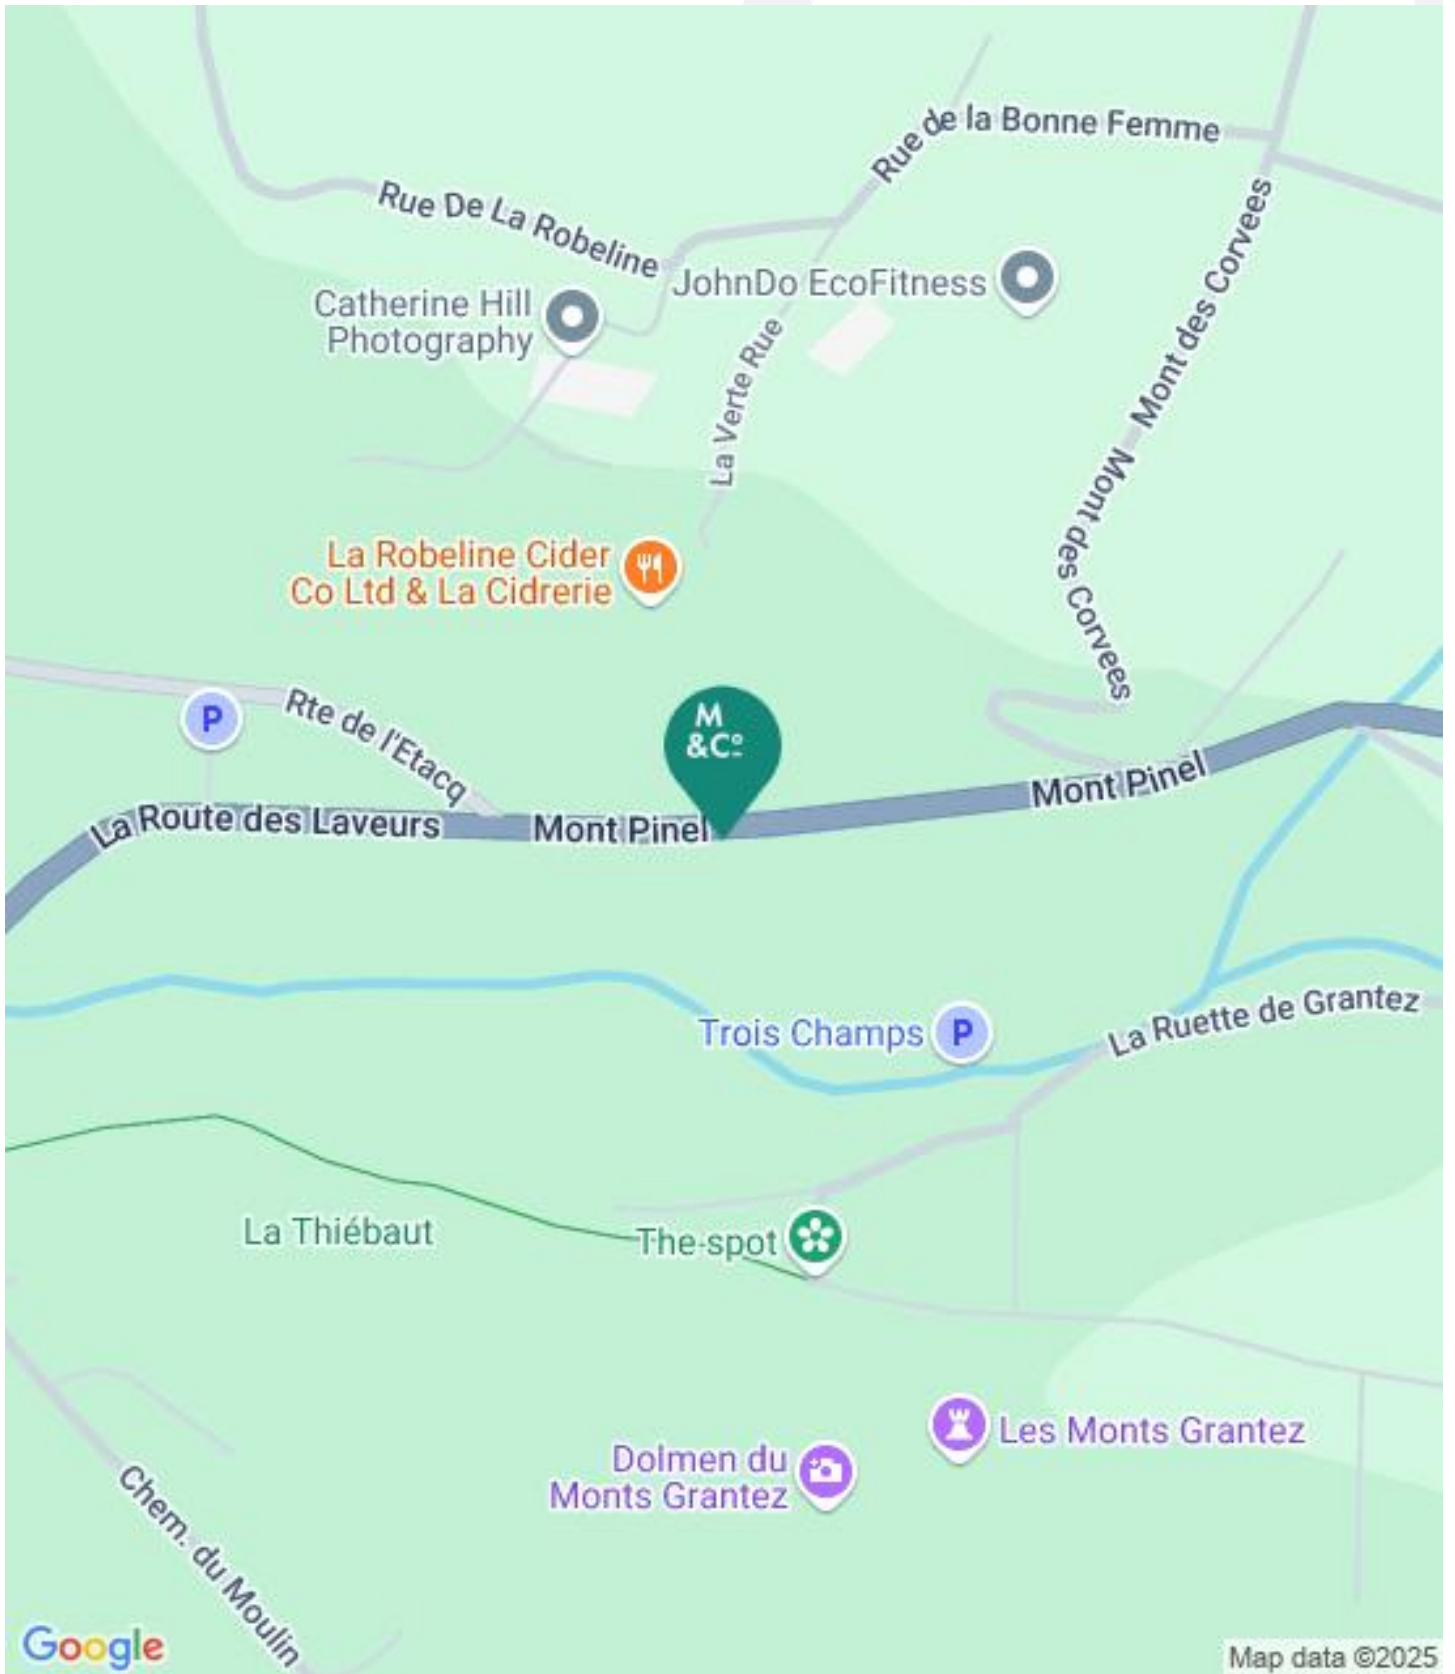 Rue de la Bonne Femme
Rue De La Robeline
JohnDo EcoFitness
Catherine Hill
Photography
Mont des Corvees
La Verte Rue
Mont des Corvees
La Robeline Cider
Co Ltd & La Cidrerie
P
Rte de l'Etacq
M
&Cº
Mont Pinel
La Route des Laveurs
Mont Pinel
La Ruette de Grantez
Trois Champs
P
La Thiébaut
The-spot
Les Monts Grantez
Dolmen du
Monts Grantez
Chem. du Moulin
Google
Map data ©2025